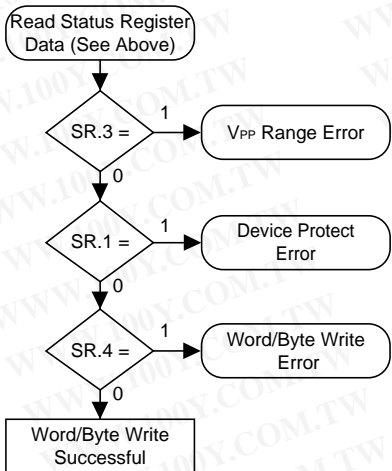 Read Status Register
Data (See Above)
SR.3 =
1
VPP Range Error
0
SR.1 =
1
Device Protect
Error
0
SR.4 =
1
Word/Byte Write
Error
0
Word/Byte Write
Successful
WWW.100Y.COM.TW